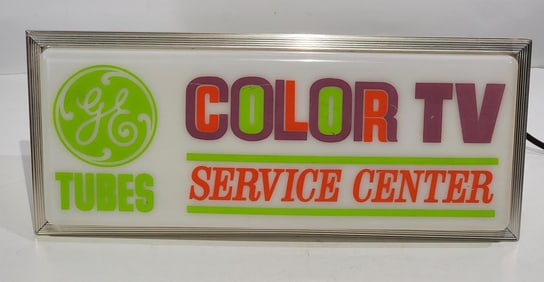 GE
TUBES
COLOR TV
SERVICE CENTER